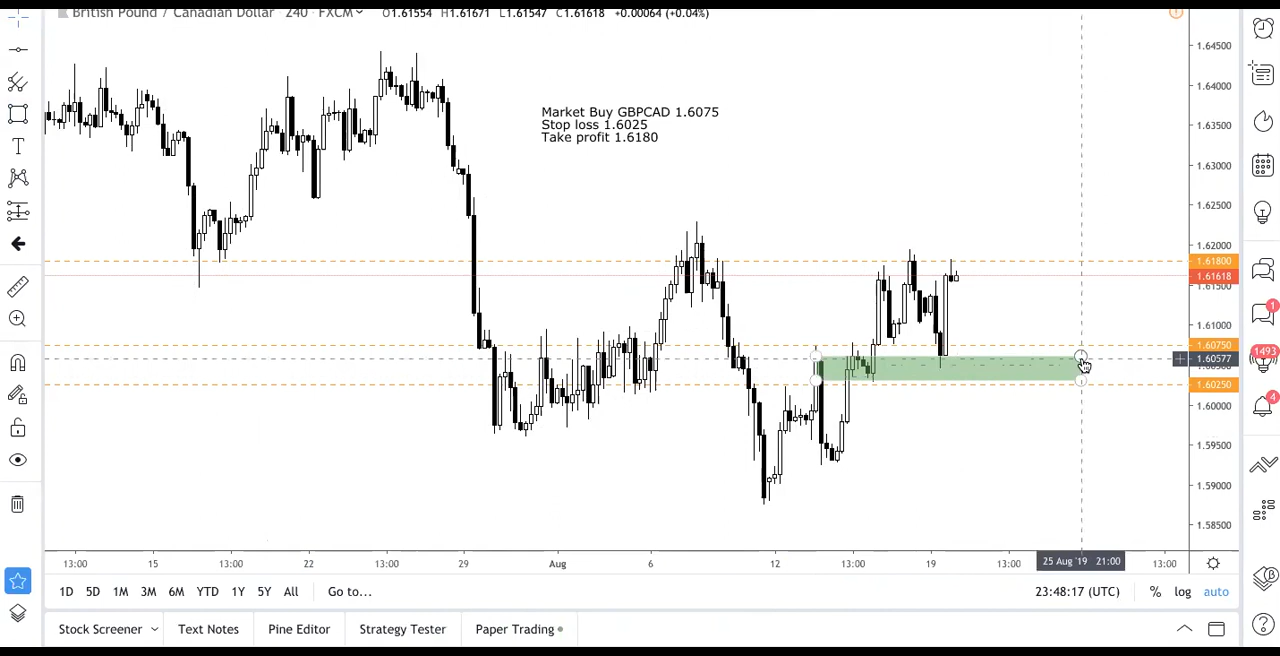 British Pound / Canadian Dollar 240 FXCM O1.61554 H1.61671 L1.61547 C1.61618 +0.00064 (+0.04%)
1.64500
1.64000
Market Buy GBPCAD 1.6075
Stop loss 1.6025
Take profit 1.6180
1.63500
1.63000
1.62500
1.62000
1.61800
1.61618
1.61500
1.61000
1.60750
1.60577
1.60250
1.60000
1.59500
1.59000
1.58500
1
1493
4
13:00 15 13:00 22 13:00 29 Aug 6 12 13:00 19 13:00 25 Aug '19 21:00 13:00
1D 5D 1M 3M 6M YTD 1Y 5Y All Go to... 23:48:17 (UTC) % log auto
Stock Screener Text Notes Pine Editor Strategy Tester Paper Trading